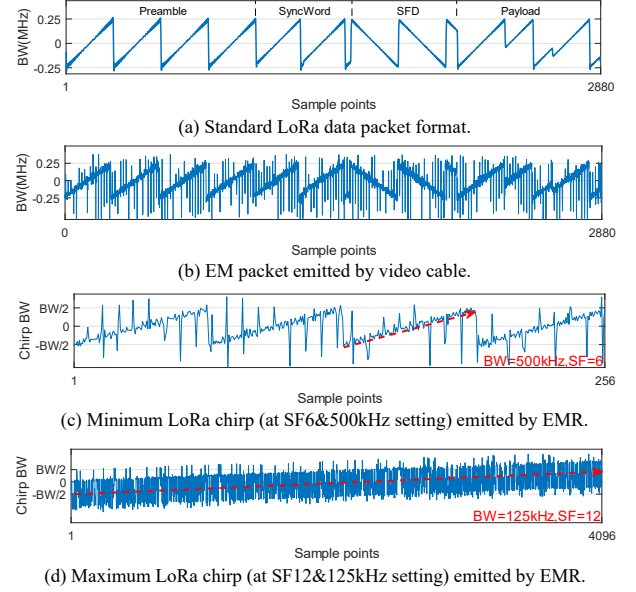 Preamble SyncWord SFD Payload
BW(MHz)
0.25
0
-0.25
1 2880
Sample points
(a) Standard LoRa data packet format.
BW(MHz)
0.25
0
-0.25
0 2880
Sample points
(b) EM packet emitted by video cable.
Chirp BW
BW/2
0
-BW/2
BW=500kHz,SF=6
1 256
Sample points
(c) Minimum LoRa chirp (at SF6&500kHz setting) emitted by EMR.
Chirp BW
BW/2
0
-BW/2
BW=125kHz,SF=12
1 4096
Sample points
(d) Maximum LoRa chirp (at SF12&125kHz setting) emitted by EMR.